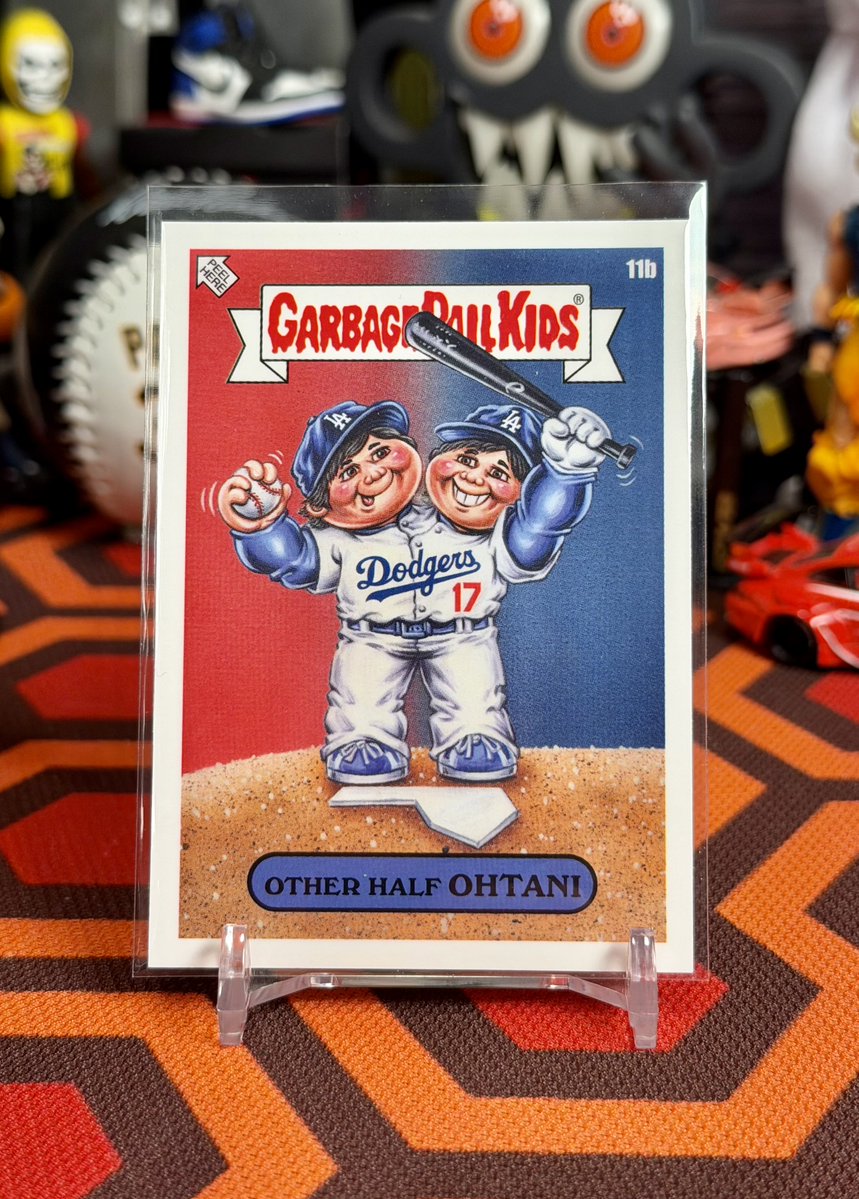 PEEL HERE!
11b
GARBAGE PAIL KIDS®
LA
LA
Dodgers
17
OTHER HALF OHTANI